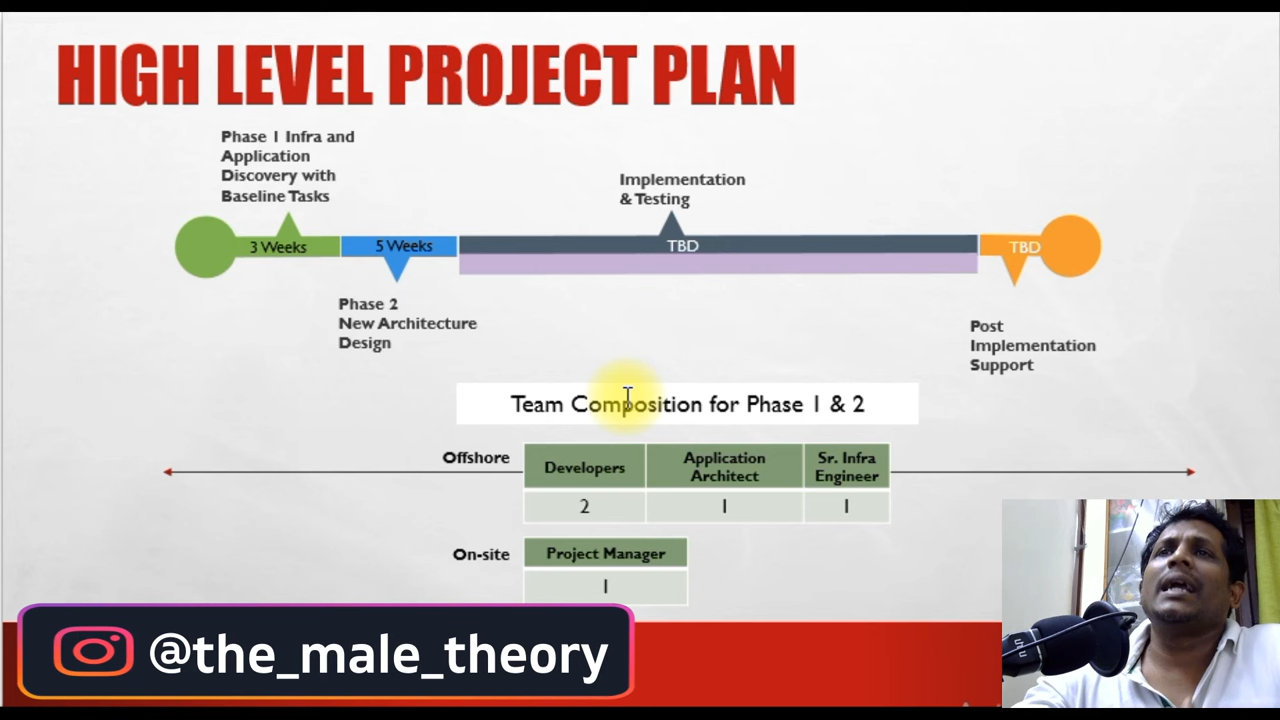 HIGH LEVEL PROJECT PLAN
Phase 1 Infra and
Application
Discovery with
Baseline Tasks
Implementation
& Testing
3 Weeks
5 Weeks
TBD
TBD
Phase 2
New Architecture
Design
Post
Implementation
Support
Team Composition for Phase 1 & 2
Offshore
Developers
Application
Architect
Sr. Infra
Engineer
2
1
1
On-site
Project Manager
1
@the_male_theory